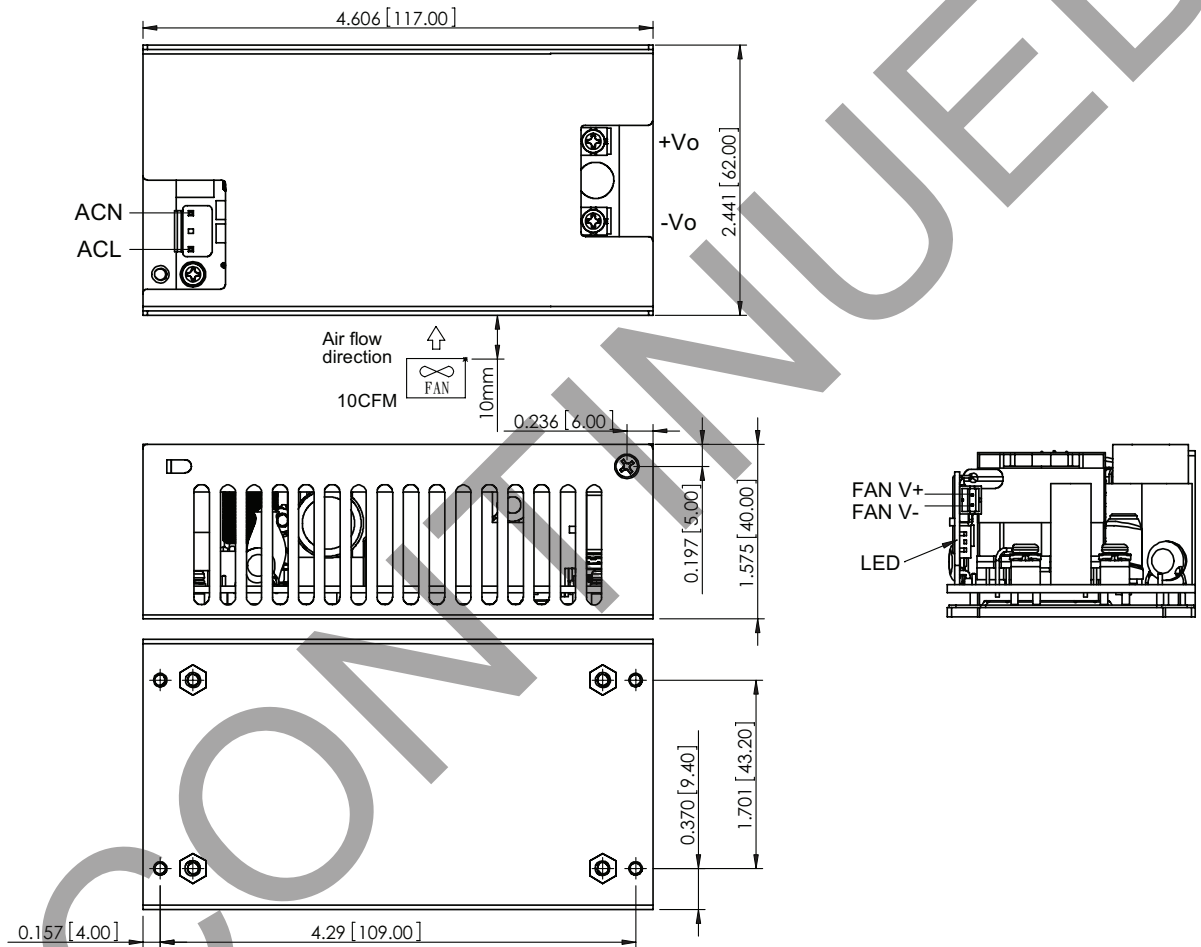 4.606 [117.00]
+Vo
-Vo
2.441 [62.00]
ACN
ACL
Air flow
direction
FAN
10CFM
10mm
0.236 [6.00]
0.197 [5.00]
1.575 [40.00]
FAN V+
FAN V-
LED
0.370 [9.40]
1.701 [43.20]
0.157 [4.00]
4.29 [109.00]
CONTINUED